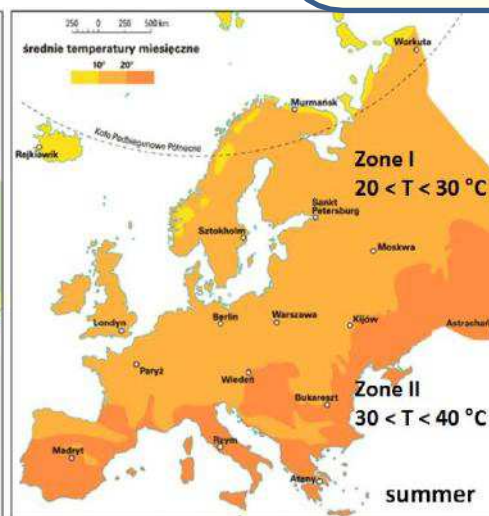 250 0 250 500 km
średnie temperatury miesięczne
10° 20°
Workuta
Murmańsk
Koło Podbiegunowe Północne
Rejkiawik
Zone I
20 < T < 30 °C
Sankt
Petersburg
Sztokholm
Moskwa
Londyn
Berlin
Warszawa
Kijów
Astrachań
Paryż
Wiedeń
Zone II
Bukareszt
30 < T < 40 °C
Madryt
Rzym
Ateny
summer